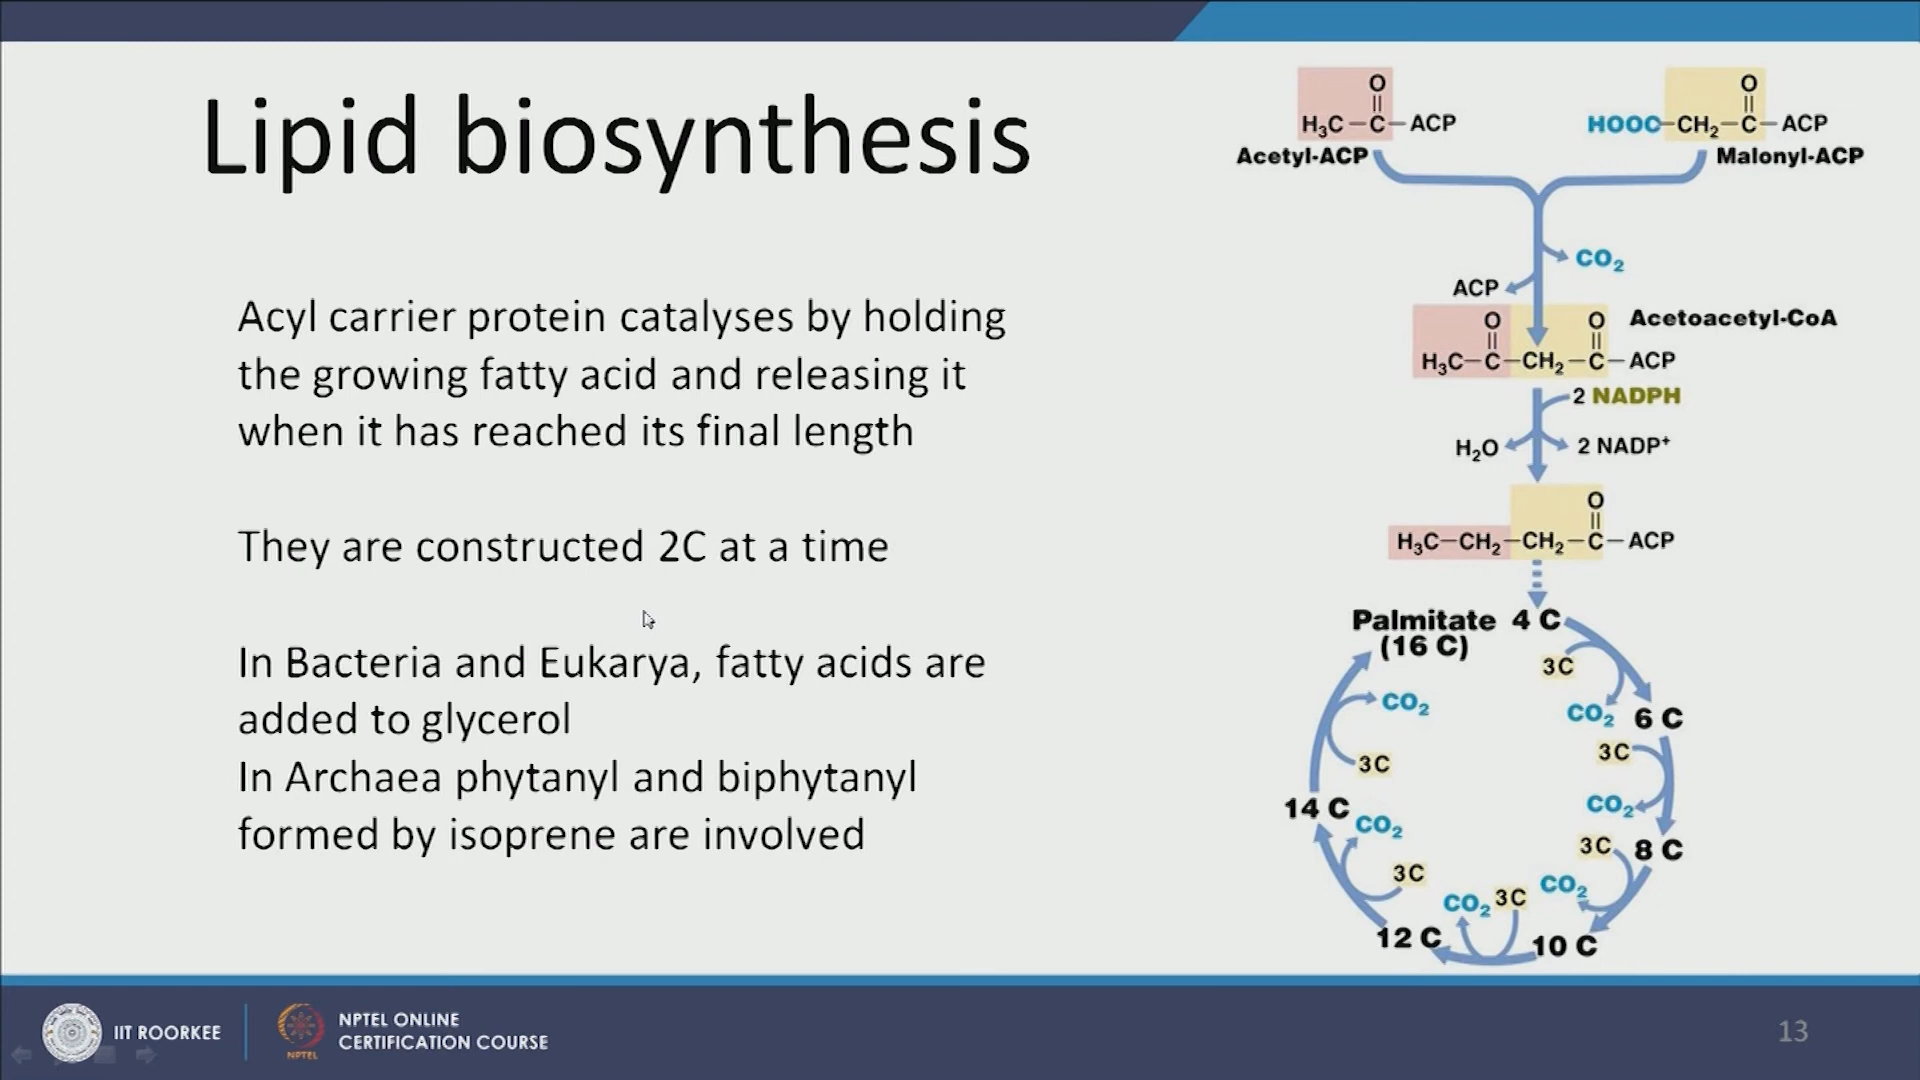 Lipid biosynthesis
Acyl carrier protein catalyses by holding
the growing fatty acid and releasing it
when it has reached its final length
They are constructed 2C at a time
In Bacteria and Eukarya, fatty acids are
added to glycerol
In Archaea phytanyl and biphytanyl
formed by isoprene are involved
O
H₃C–C–ACP
Acetyl-ACP
O
HOOC–CH₂–C–ACP
Malonyl-ACP
CO₂
ACP
Acetoacetyl-CoA
O O
H₃C–C–CH₂–C–ACP
2 NADPH
H₂O
2 NADP⁺
O
H₃C–CH₂–CH₂–C–ACP
Palmitate
(16 C)
4 C
3C
CO₂
6 C
3C
CO₂
8 C
3C
CO₂
10 C
3C
CO₂
12 C
3C
CO₂
14 C
3C
CO₂
IIT ROORKEE
NPTEL
NPTEL ONLINE
CERTIFICATION COURSE
13